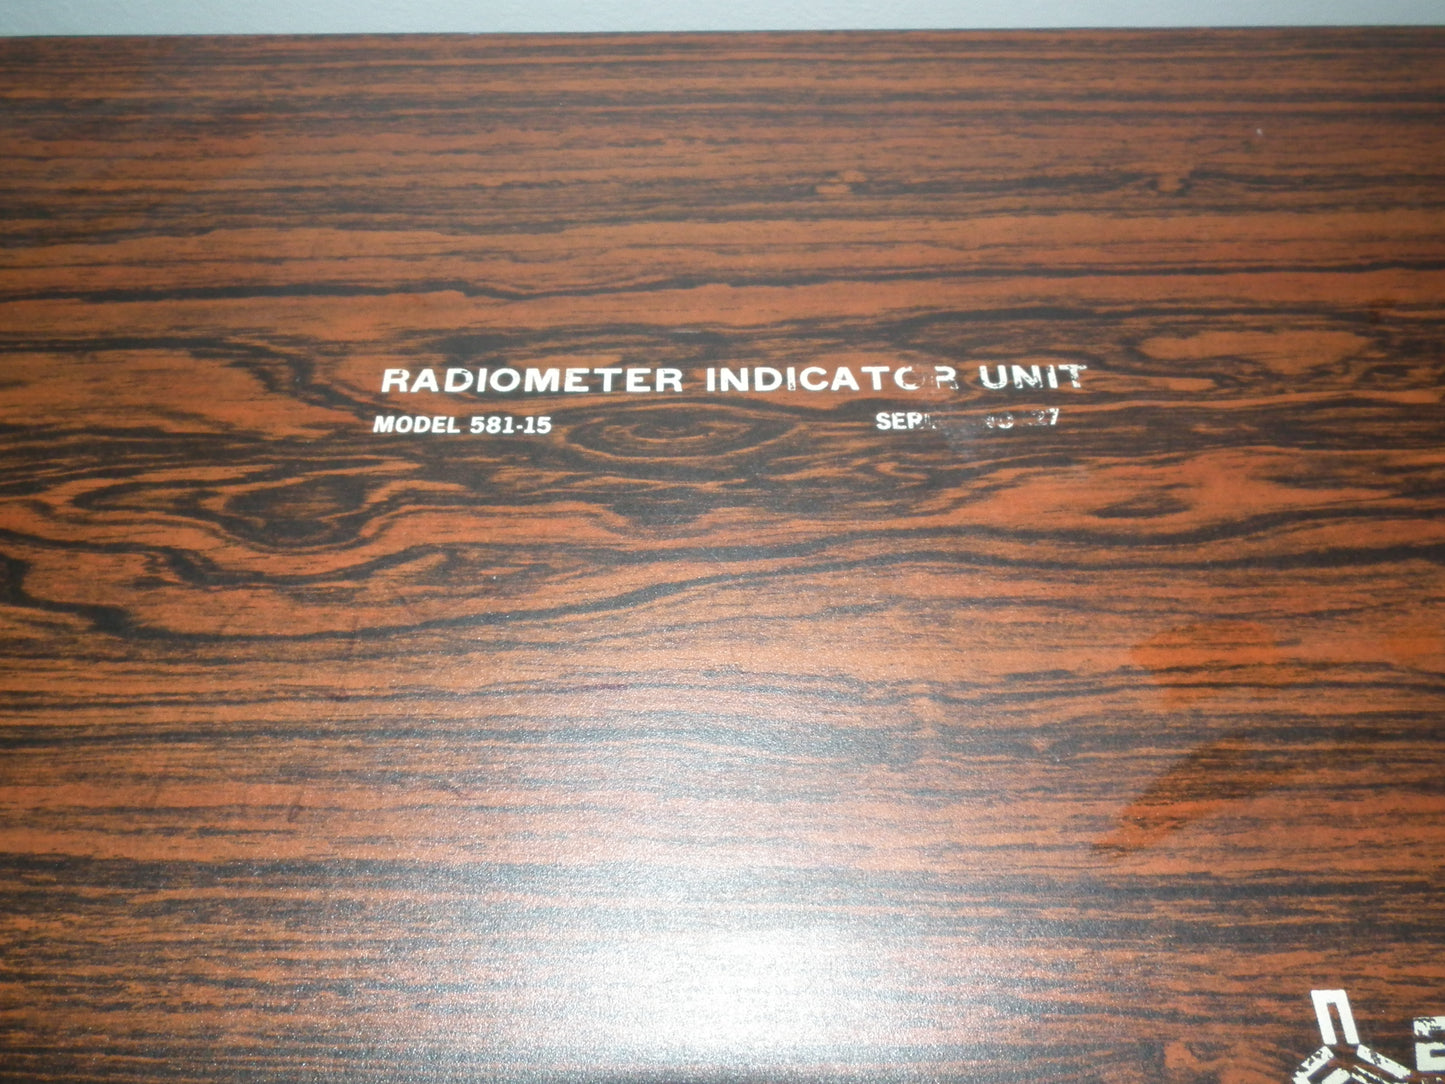 RADIOMETER INDICATOR UNIT
MODEL 581-15